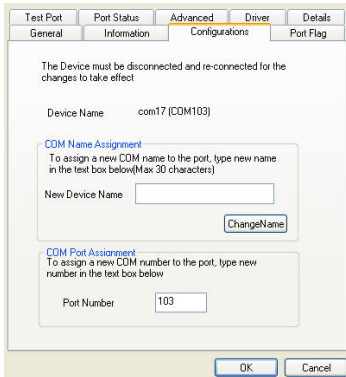 Test Port Port Status Advanced Driver Details
General Information Configurations Port Flag
The Device must be disconnected and re-connected for the
changes to take effect
Device Name com17 (COM103)
COM Name Assignment
To assign a new COM name to the port, type new name
in the text box below(Max 30 characters)
New Device Name
ChangeName
COM Port Assignment
To assign a new COM number to the port, type new
number in the text box below
Port Number 103
OK Cancel